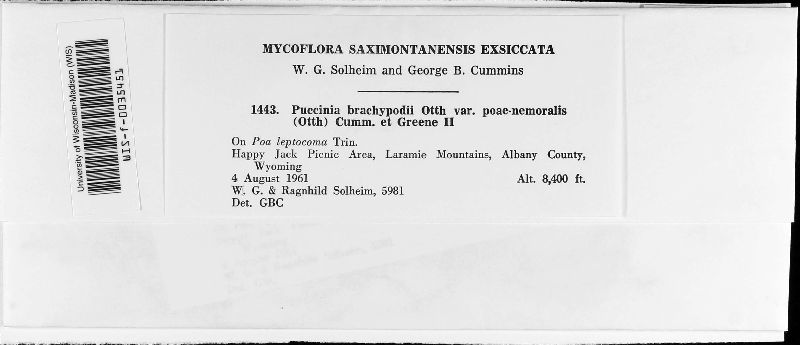 MYCOFLORA SAXIMONTANENSIS EXSICCATA
W. G. Solheim and George B. Cummins
1443. Puccinia brachypodii Otth var. poae-nemoralis
(Otth) Cumm. et Greene II
On Poa leptocoma Trin.
Happy Jack Picnic Area, Laramie Mountains, Albany County,
Wyoming
4 August 1961 Alt. 8,400 ft.
W. G. & Ragnhild Solheim, 5981
Det. GBC
University of Wisconsin-Madison (WIS)
WIS-f-0035451